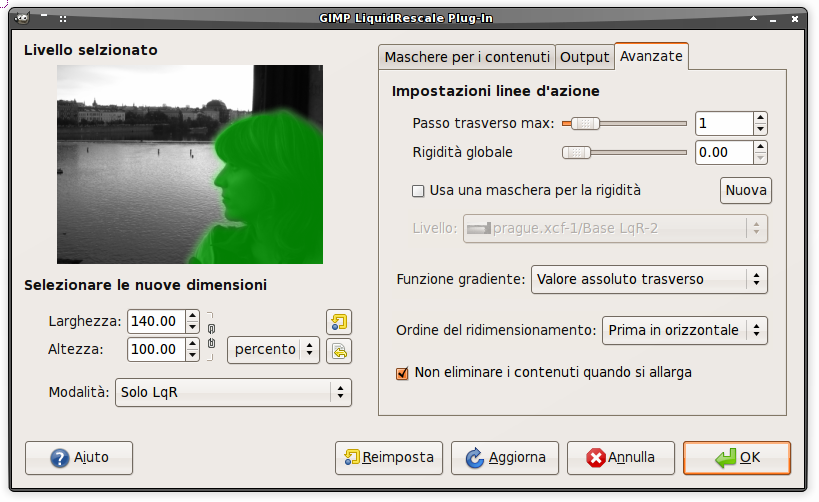 GIMP LiquidRescale Plug-In
Livello selzionato
Selezionare le nuove dimensioni
Larghezza: 140.00
Altezza: 100.00 percento
Modalità: Solo LqR
Maschere per i contenuti Output Avanzate
Impostazioni linee d'azione
Passo trasverso max: 1
Rigidità globale 0.00
Usa una maschera per la rigidità Nuova
Livello: prague.xcf-1/Base LqR-2
Funzione gradiente: Valore assoluto trasverso
Ordine del ridimensionamento: Prima in orizzontale
Non eliminare i contenuti quando si allarga
Aiuto Reimposta Aggiorna Annulla OK